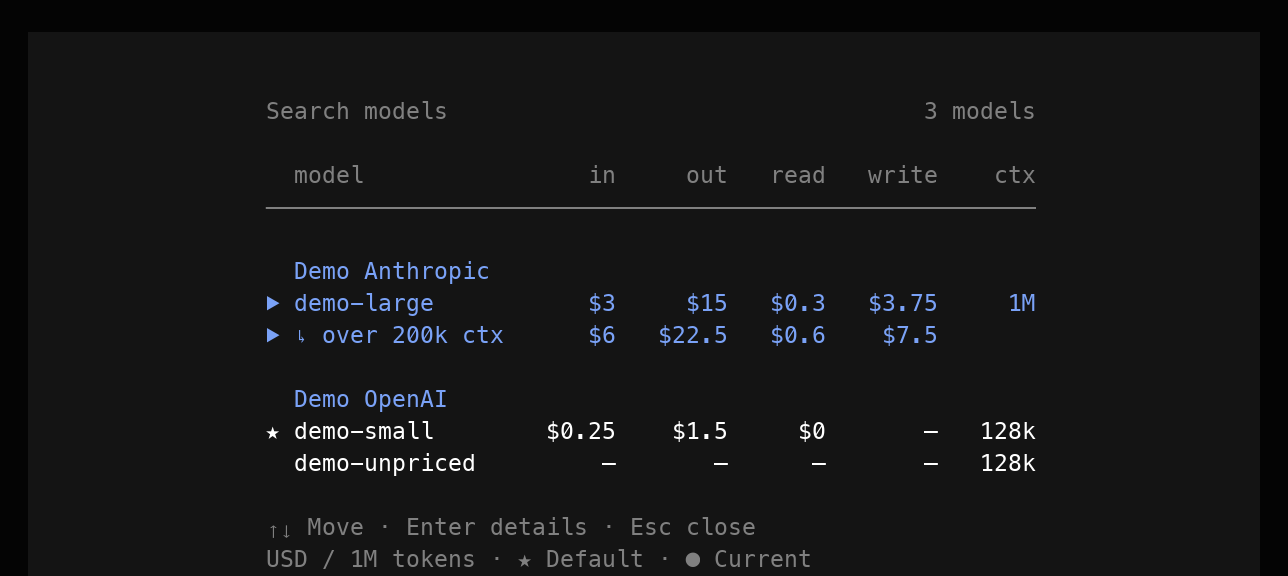 Search models 3 models
model in out read write ctx
Demo Anthropic
▶ demo-large $3 $15 $0.3 $3.75 1M
▶ ↳ over 200k ctx $6 $22.5 $0.6 $7.5
Demo OpenAI
★ demo-small $0.25 $1.5 $0 — 128k
demo-unpriced — — — — 128k
↑↓ Move · Enter details · Esc close
USD / 1M tokens · ★ Default · ● Current